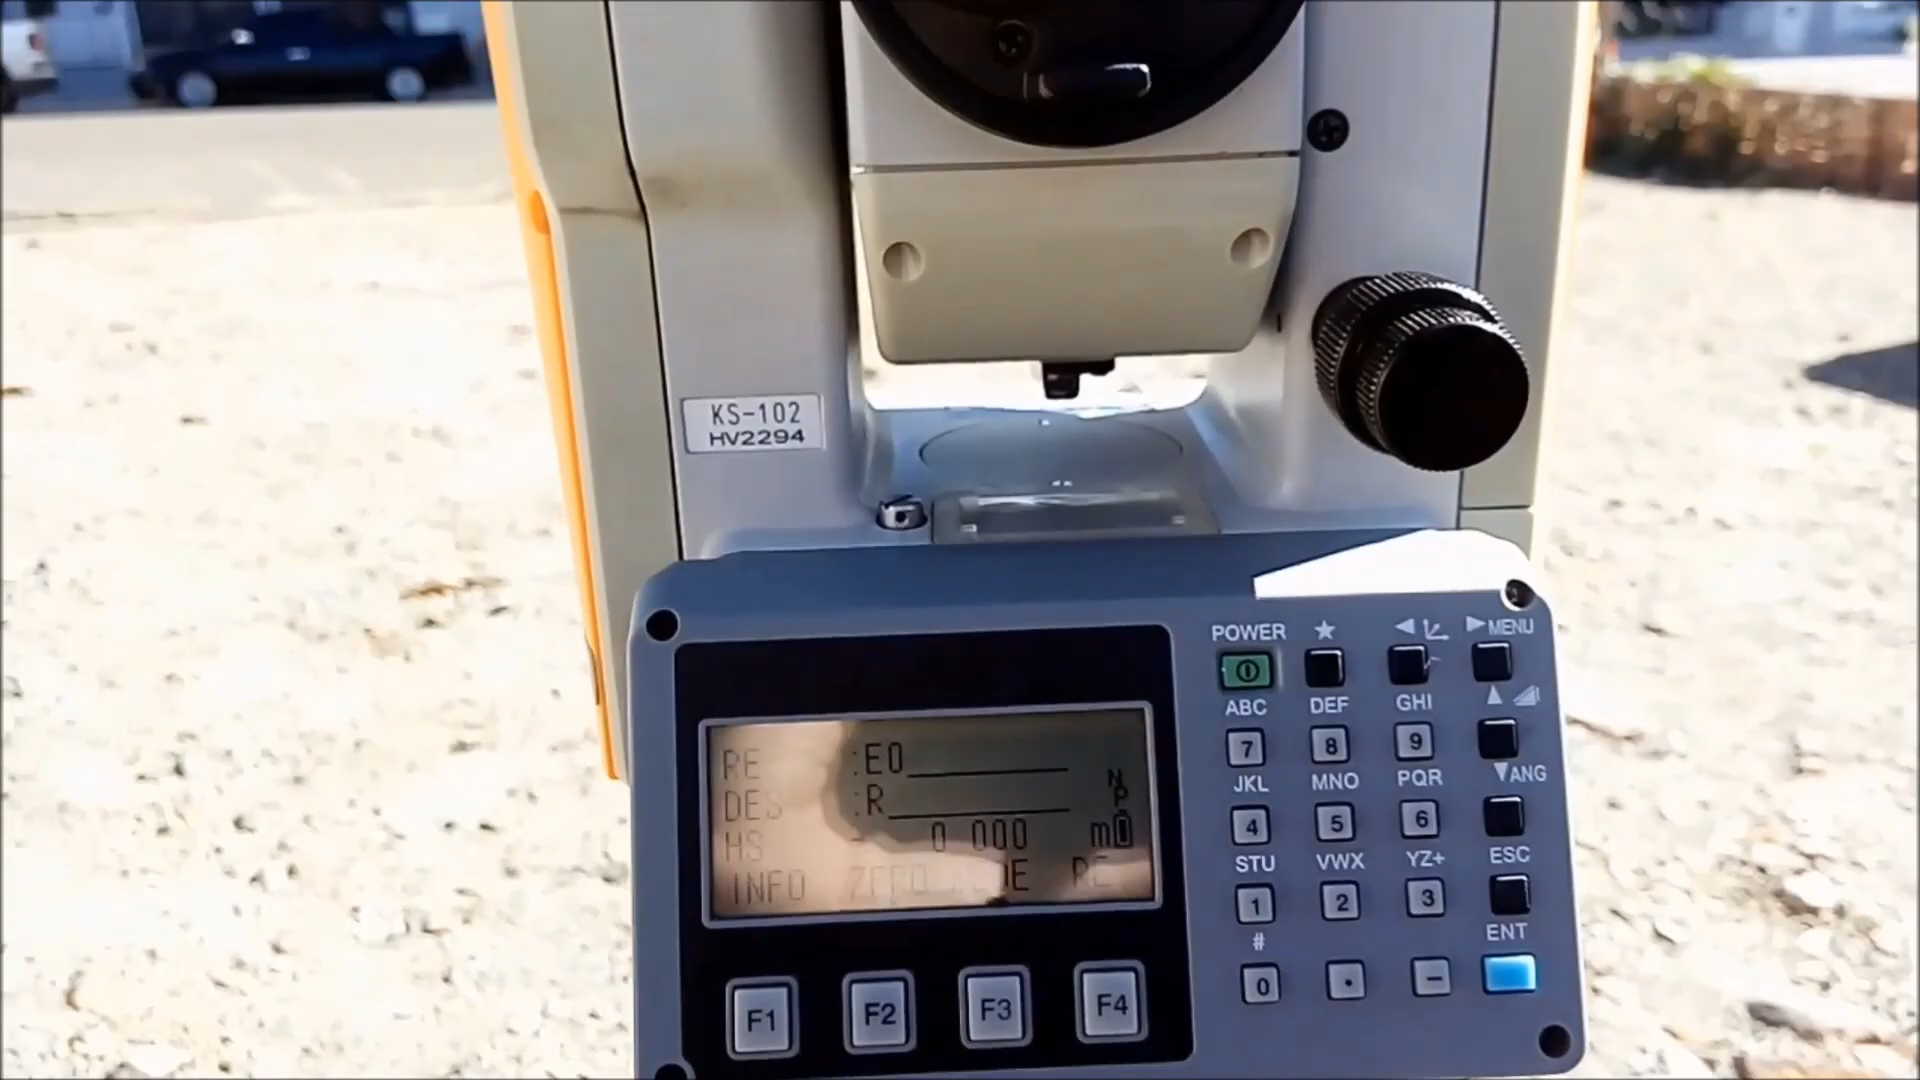 KS-102
HV2294
POWER ★ ◄ ► MENU
ABC DEF GHI ▲
7 8 9
JKL MNO PQR ▼ANG
4 5 6
STU VWX YZ+ ESC
1 2 3
# ENT
0 . -
RE :E0
DES :R
N
P
HS 0 000 m
INFO ZERO
F1 F2 F3 F4